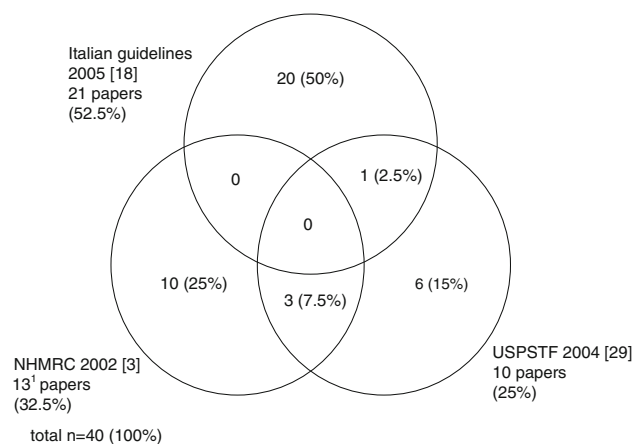 Italian guidelines
2005 [18]
21 papers
(52.5%)
20 (50%)
0
1 (2.5%)
0
10 (25%)
3 (7.5%)
6 (15%)
NHMRC 2002 [3]
13¹ papers
(32.5%)
USPSTF 2004 [29]
10 papers
(25%)
total n=40 (100%)